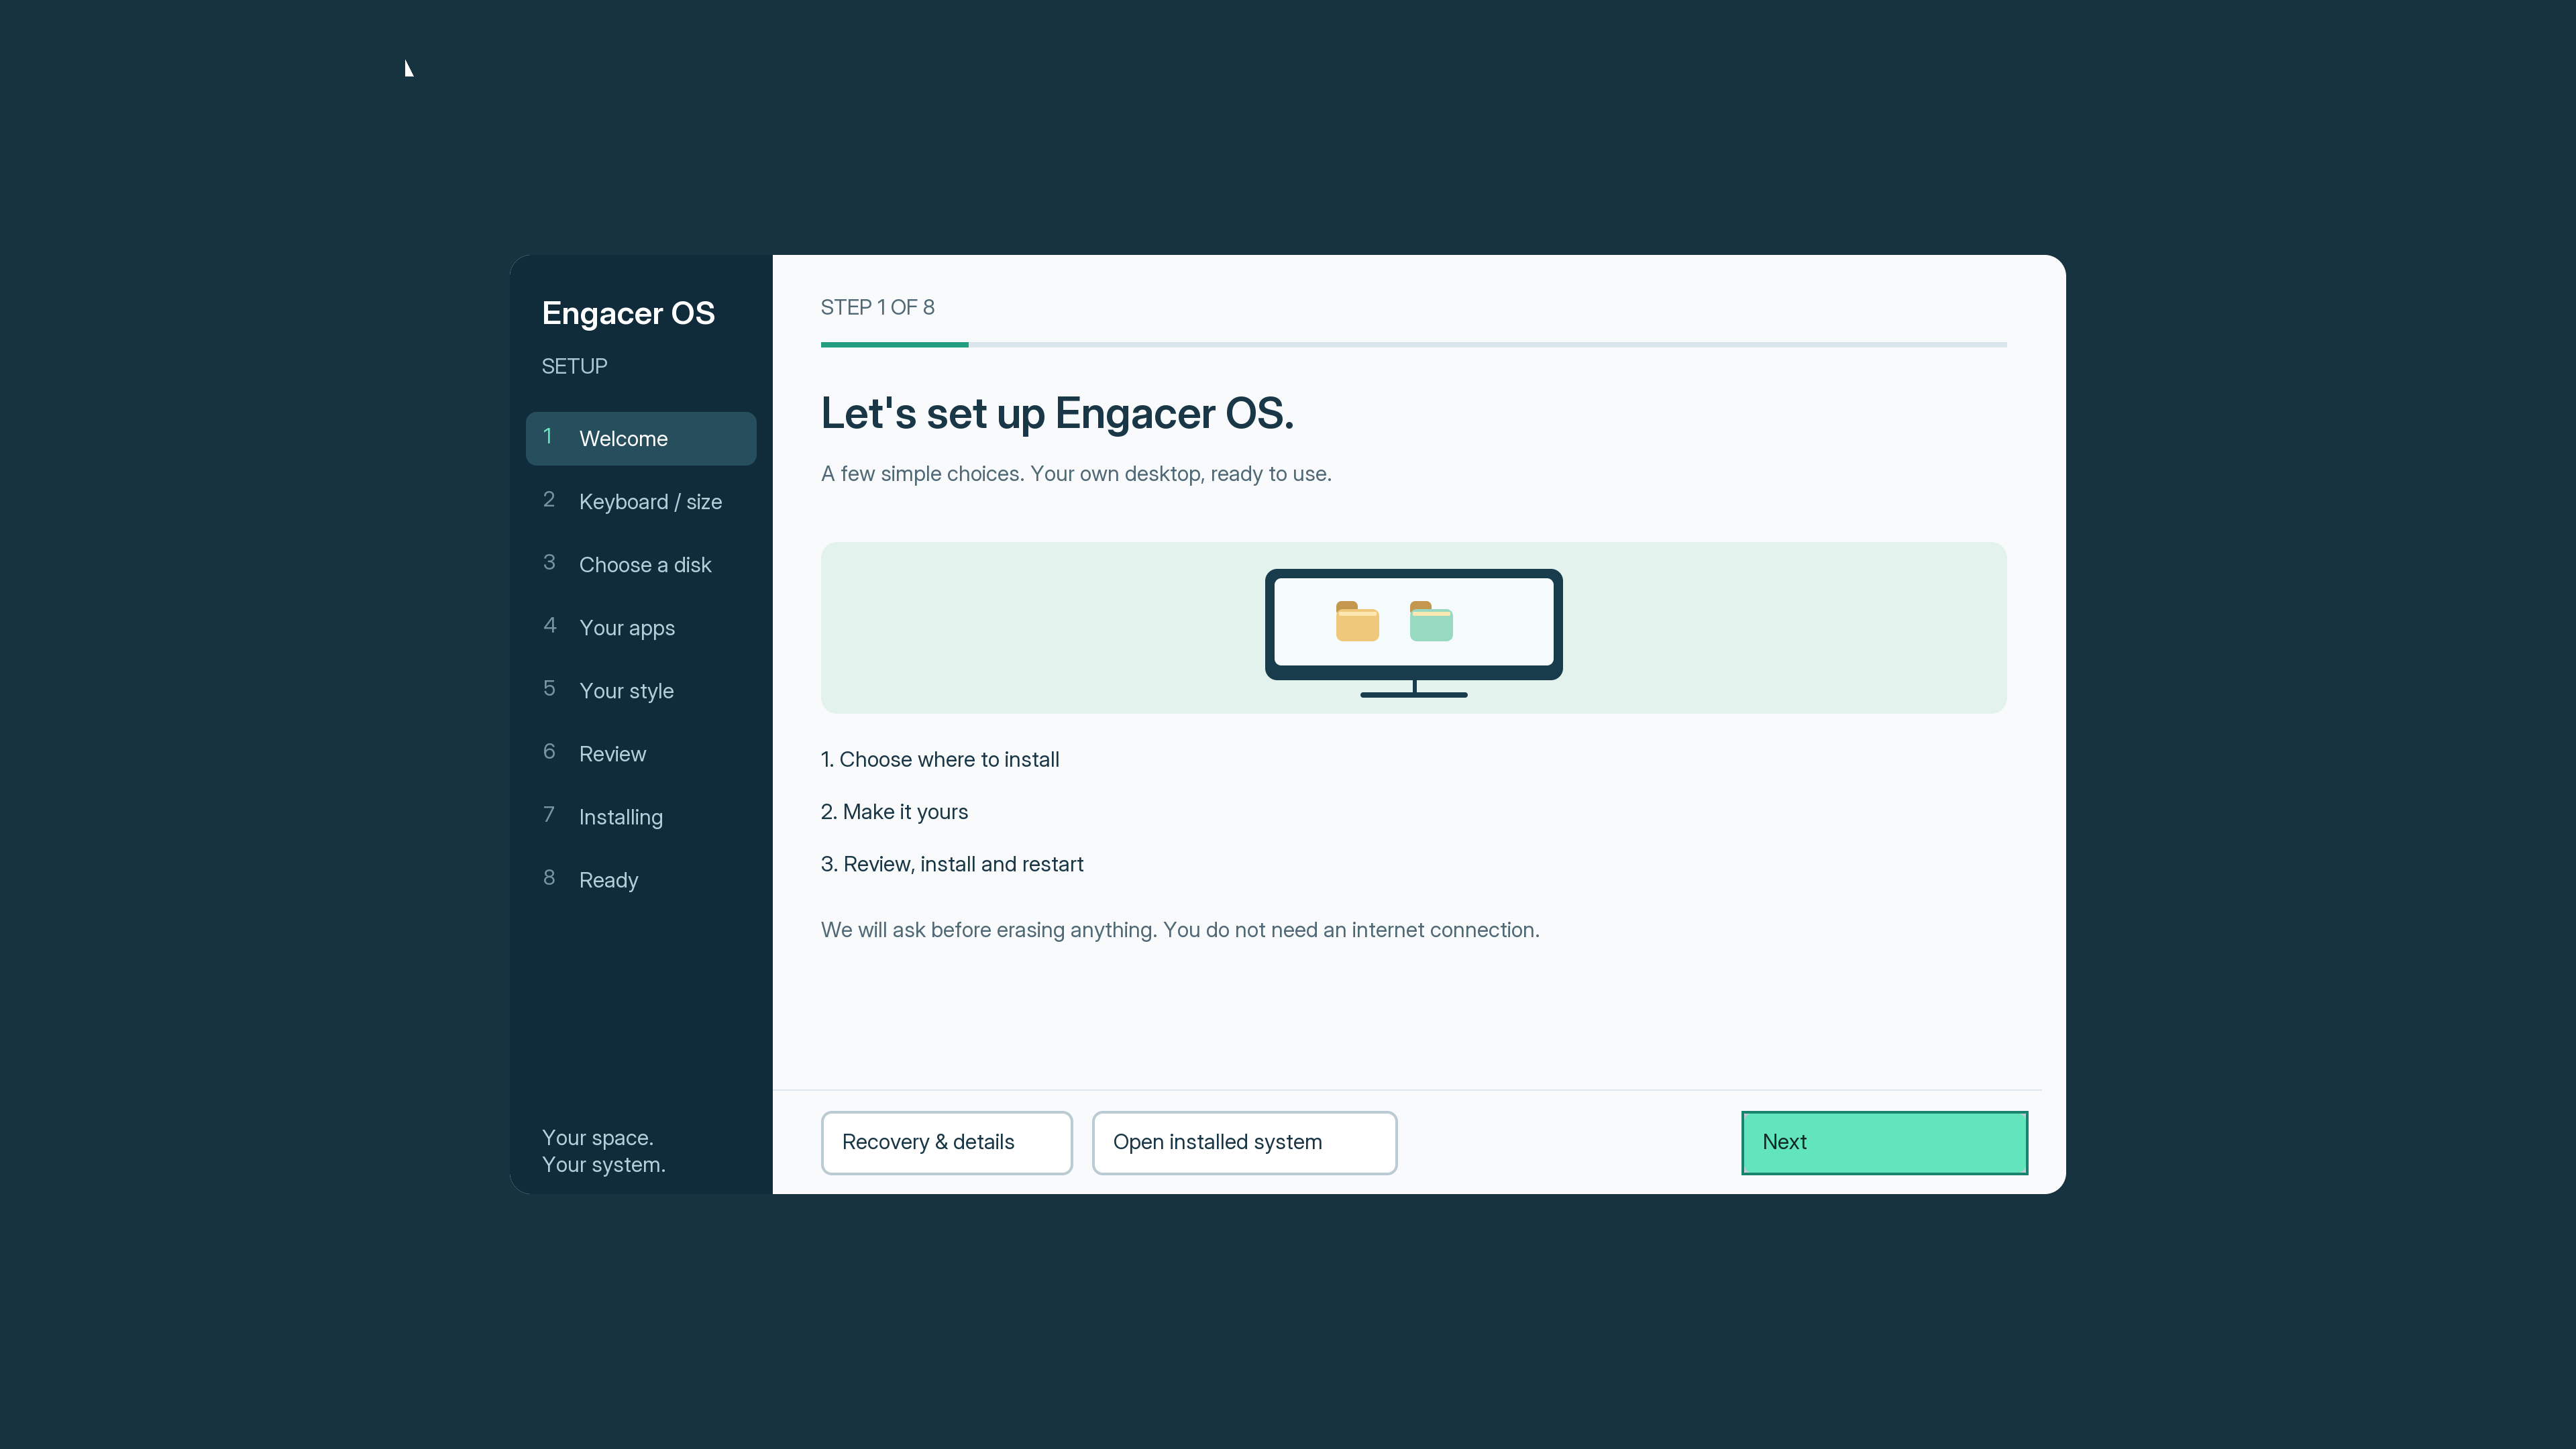 Engacer OS
SETUP
1 Welcome
2 Keyboard / size
3 Choose a disk
4 Your apps
5 Your style
6 Review
7 Installing
8 Ready
Your space.
Your system.
STEP 1 OF 8
Let's set up Engacer OS.
A few simple choices. Your own desktop, ready to use.
1. Choose where to install
2. Make it yours
3. Review, install and restart
We will ask before erasing anything. You do not need an internet connection.
Recovery & details
Open installed system
Next